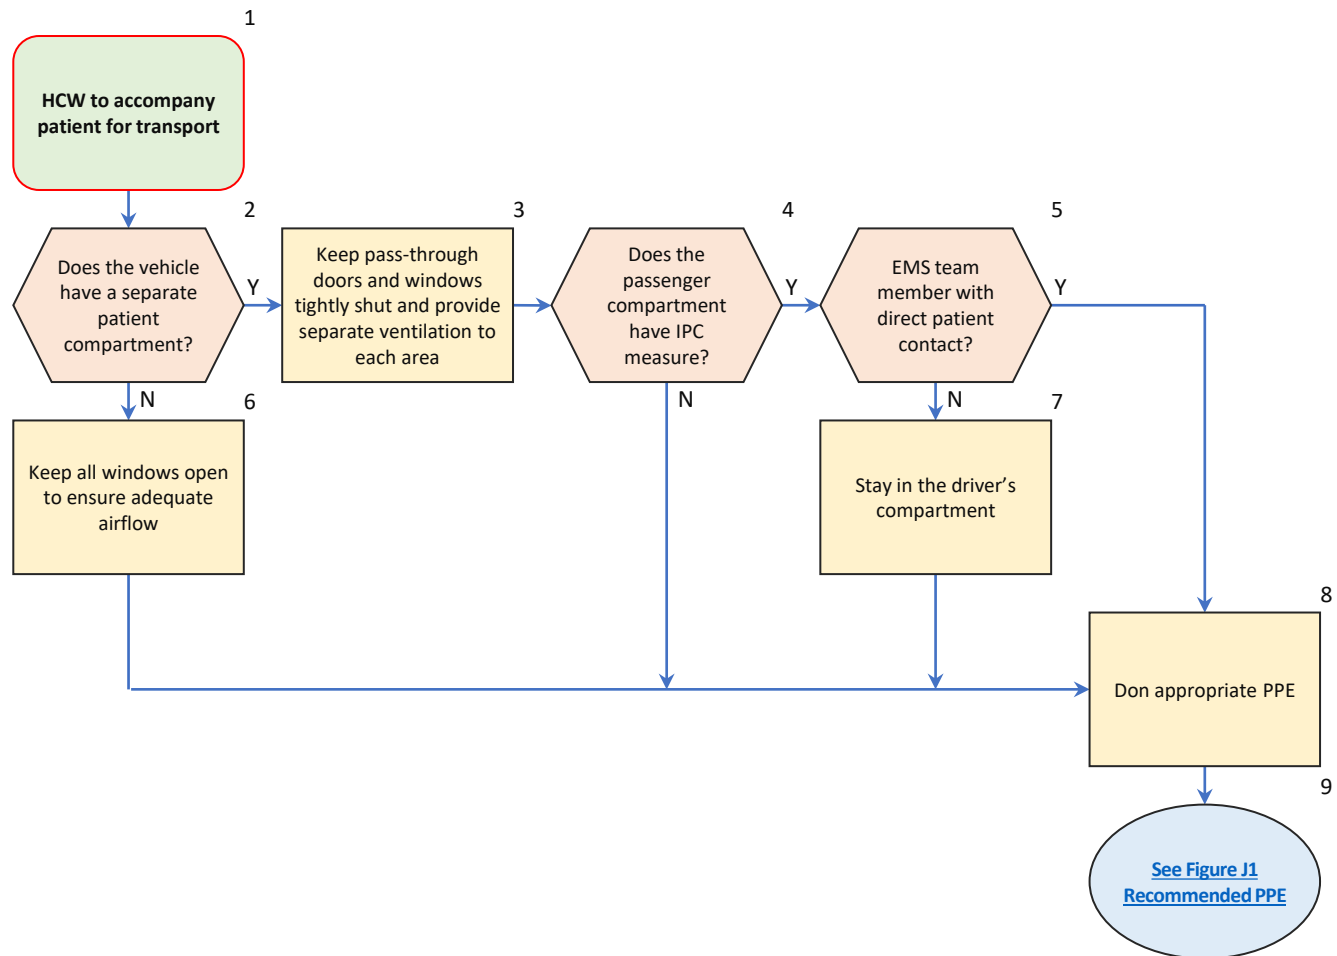 1
HCW to accompany
patient for transport
2
Does the vehicle
have a separate
patient
compartment?
Y
3
Keep pass-through
doors and windows
tightly shut and provide
separate ventilation to
each area
4
Does the
passenger
compartment
have IPC
measure?
Y
5
EMS team
member with
direct patient
contact?
Y
N
6
Keep all windows open
to ensure adequate
airflow
N
N
7
Stay in the driver’s
compartment
8
Don appropriate PPE
9
See Figure J1
Recommended PPE